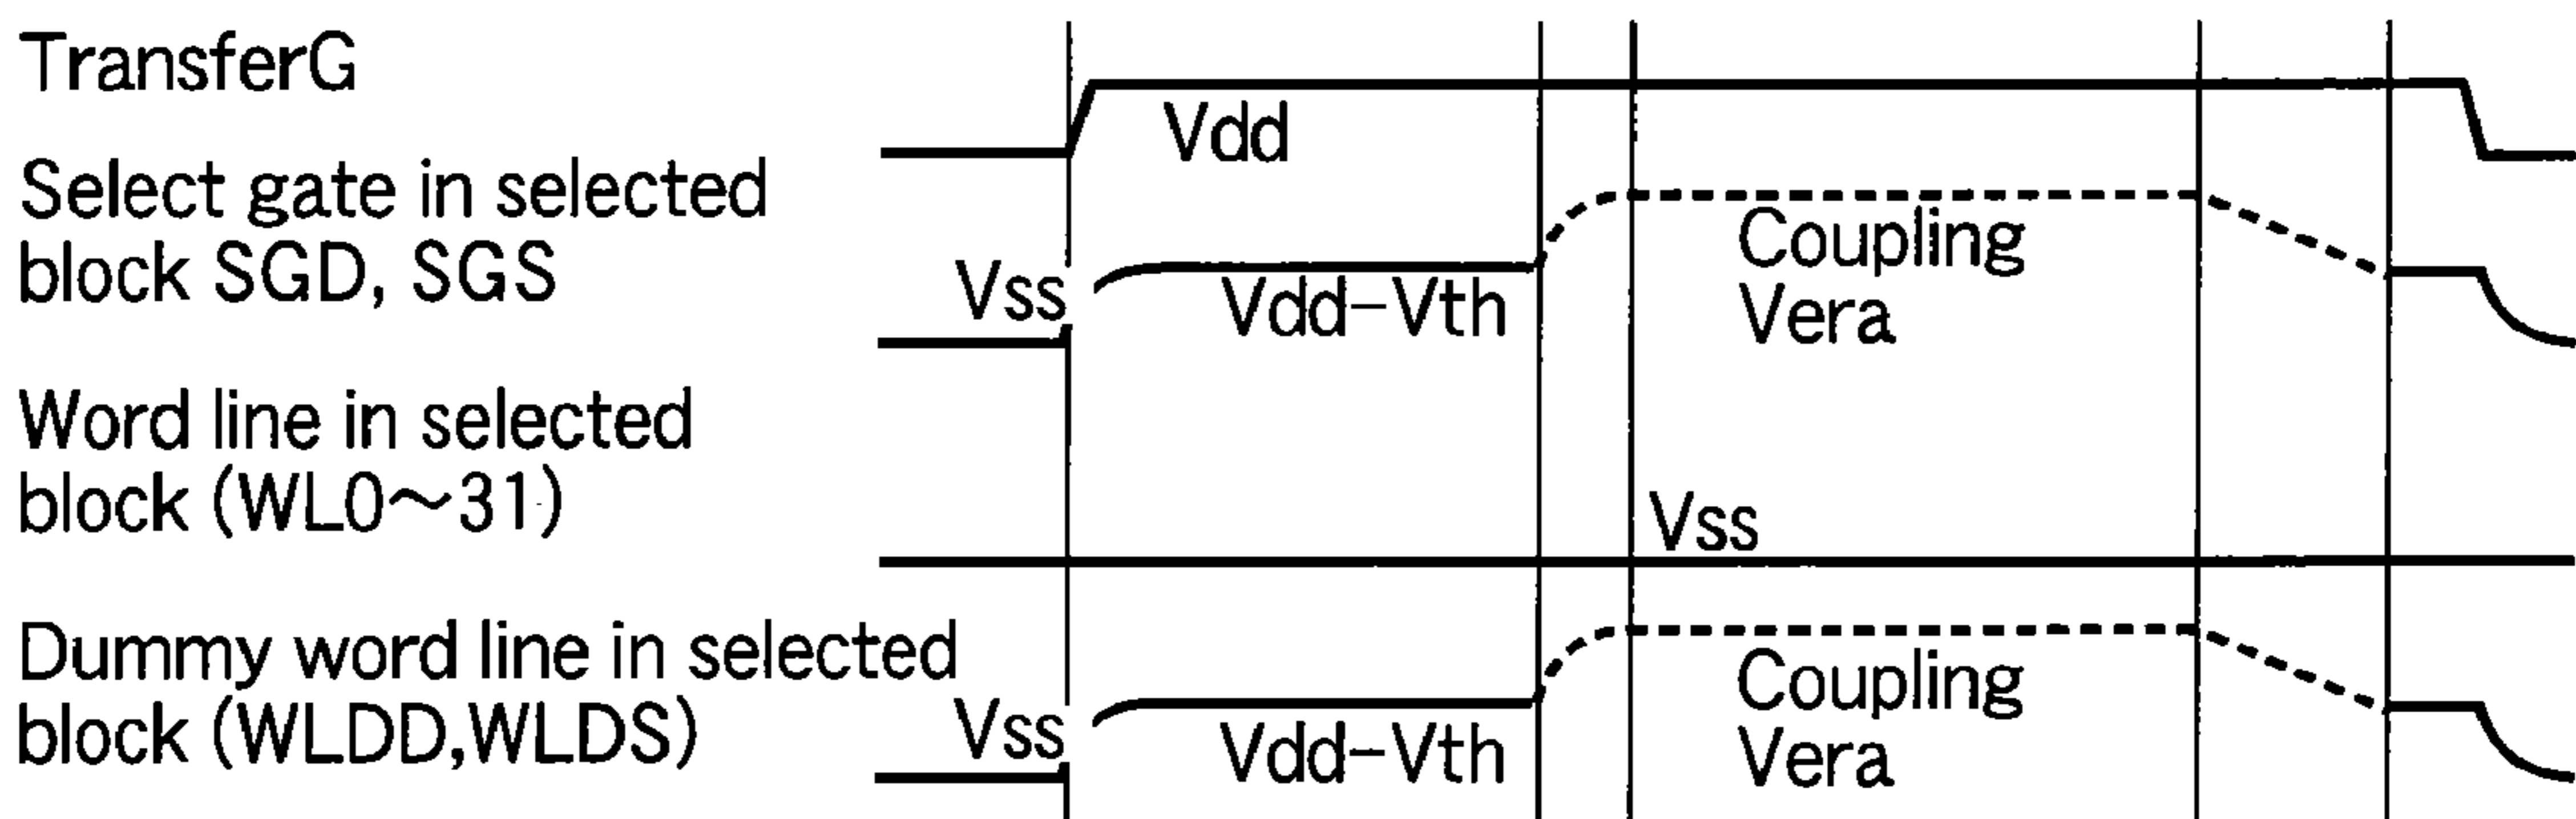 TransferG
Vdd
Select gate in selected
block SGD, SGS
Vss
Vdd-Vth
Coupling
Vera
Word line in selected
block (WL0～31)
Vss
Dummy word line in selected
block (WLDD,WLDS)
Vss
Vdd-Vth
Coupling
Vera